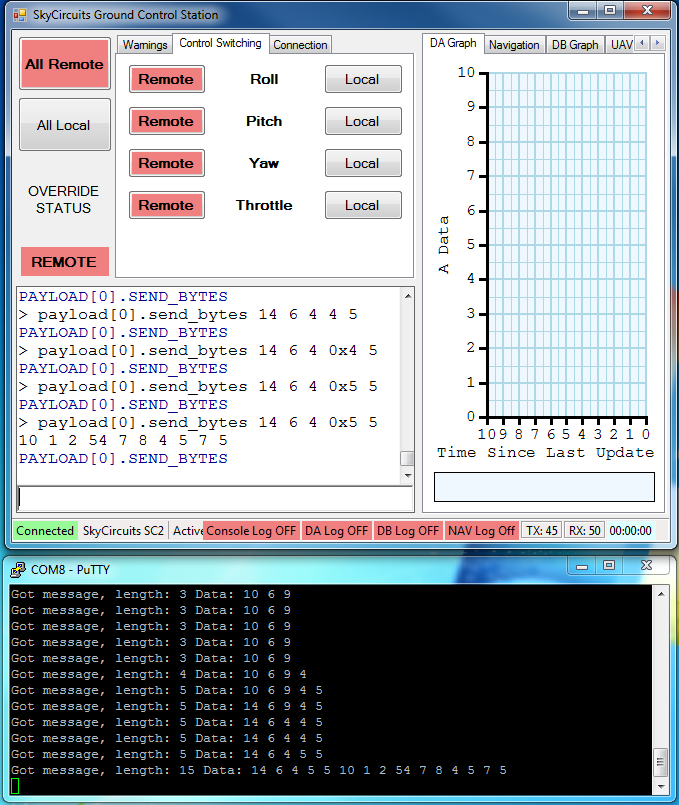 SkyCircuits Ground Control Station
All Remote
All Local
OVERRIDE
STATUS
REMOTE
Warnings Control Switching Connection
Remote Roll Local
Remote Pitch Local
Remote Yaw Local
Remote Throttle Local
PAYLOAD[0].SEND_BYTES
> payload[0].send_bytes 14 6 4 4 5
PAYLOAD[0].SEND_BYTES
> payload[0].send_bytes 14 6 4 0x4 5
PAYLOAD[0].SEND_BYTES
> payload[0].send_bytes 14 6 4 0x5 5
PAYLOAD[0].SEND_BYTES
> payload[0].send_bytes 14 6 4 0x5 5
10 1 2 54 7 8 4 5 7 5
PAYLOAD[0].SEND_BYTES
DA Graph Navigation DB Graph UAV
A Data
10
9
8
7
6
5
4
3
2
1
0
10 9 8 7 6 5 4 3 2 1 0
Time Since Last Update
Connected SkyCircuits SC2 Active Console Log OFF DA Log OFF DB Log OFF NAV Log Off TX: 45 RX: 50 00:00:00
COM8 - PuTTY
Got message, length: 3 Data: 10 6 9
Got message, length: 3 Data: 10 6 9
Got message, length: 3 Data: 10 6 9
Got message, length: 3 Data: 10 6 9
Got message, length: 3 Data: 10 6 9
Got message, length: 4 Data: 10 6 9 4
Got message, length: 5 Data: 10 6 9 4 5
Got message, length: 5 Data: 14 6 9 4 5
Got message, length: 5 Data: 14 6 4 4 5
Got message, length: 5 Data: 14 6 4 4 5
Got message, length: 5 Data: 14 6 4 5 5
Got message, length: 15 Data: 14 6 4 5 5 10 1 2 54 7 8 4 5 7 5